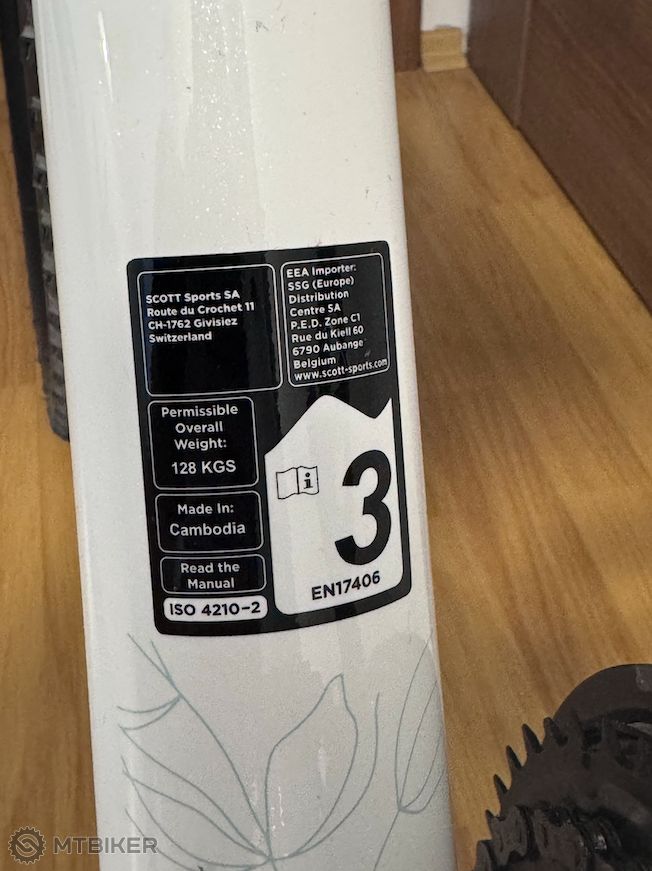 SCOTT Sports SA
Route du Crochet 11
CH-1762 Givisiez
Switzerland
EEA Importer:
SSG (Europe)
Distribution
Centre SA
P.E.D. Zone C1
Rue du Kiell 60
6790 Aubange
Belgium
www.scott-sports.com
Permissible
Overall
Weight:
128 KGS
Made In:
Cambodia
Read the
Manual
ISO 4210-2
i
3
EN17406
MTBIKER